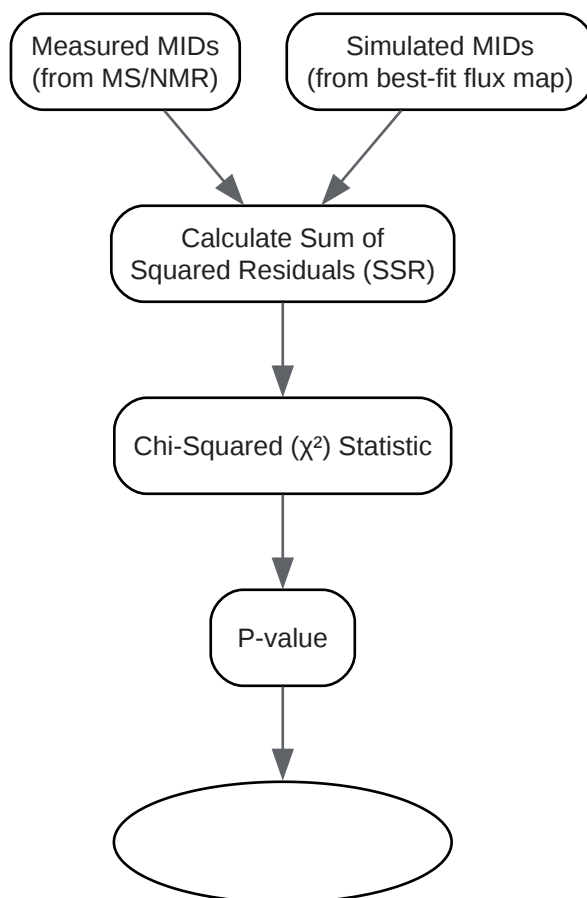 Measured MIDs
(from MS/NMR)
Simulated MIDs
(from best-fit flux map)
Calculate Sum of
Squared Residuals (SSR)
Chi-Squared (χ²) Statistic
P-value